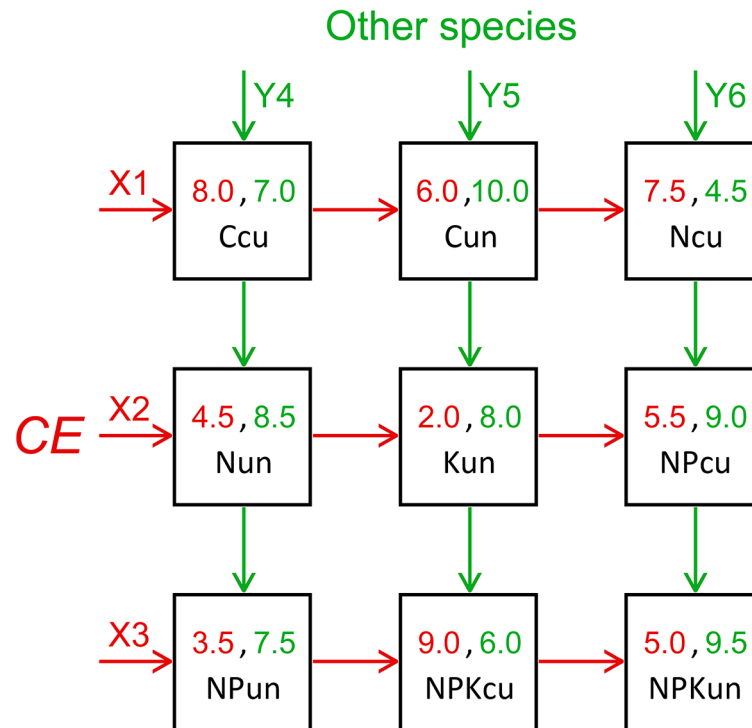 Other species
Y4 Y5 Y6
X1
8.0 , 7.0 6.0 ,10.0 7.5 , 4.5
Ccu Cun Ncu
CE X2
4.5 , 8.5 2.0 , 8.0 5.5 , 9.0
Nun Kun NPcu
X3
3.5 , 7.5 9.0 , 6.0 5.0 , 9.5
NPun NPKcu NPKun